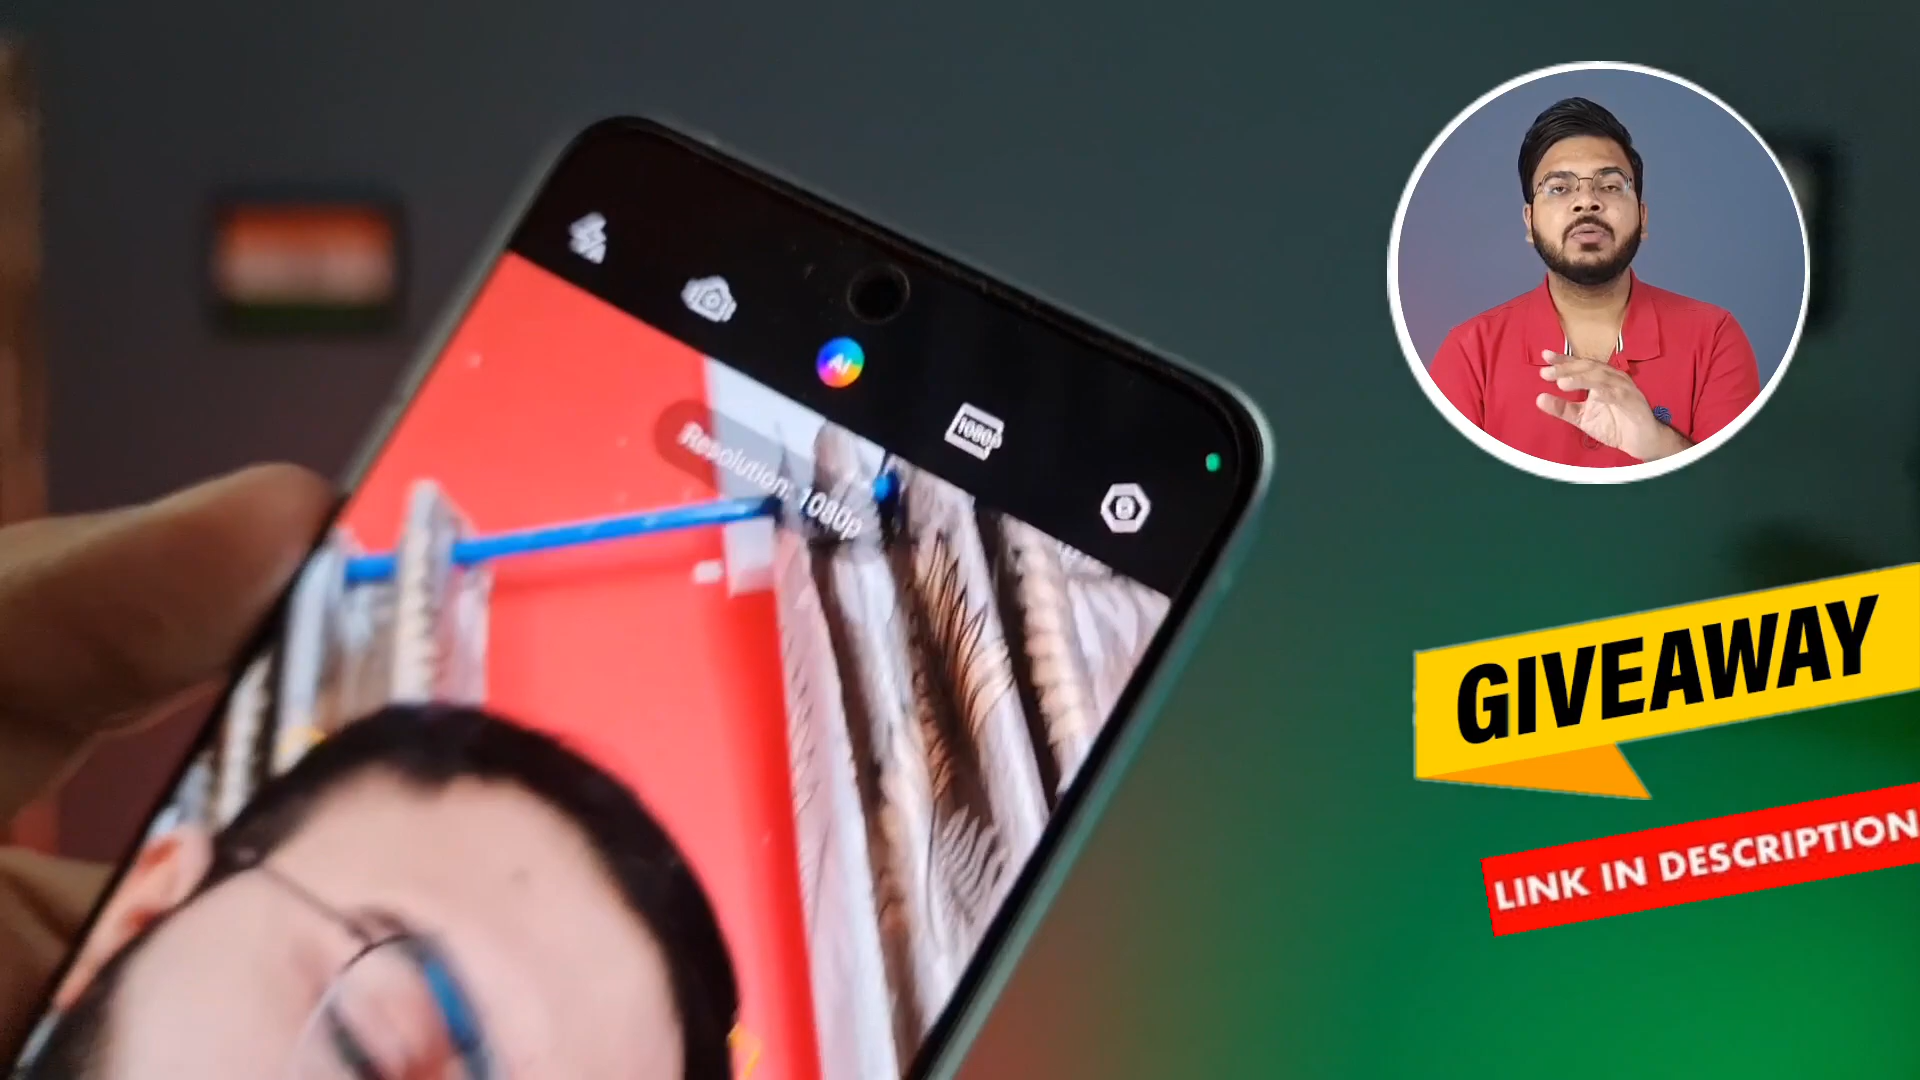 AI
1080P
Resolution: 1080p
GIVEAWAY
LINK IN DESCRIPTION